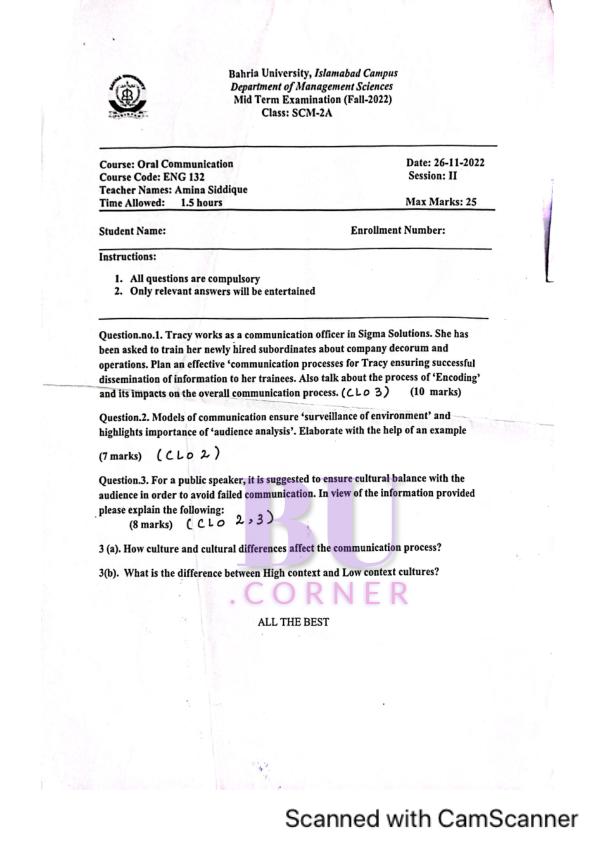 Bahria University, Islamabad Campus
Department of Management Sciences
Mid Term Examination (Fall-2022)
Class: SCM-2A
Course: Oral Communication
Date: 26-11-2022
Course Code: ENG 132
Session: II
Teacher Names: Amina Siddique
Time Allowed: 1.5 hours
Max Marks: 25
Student Name:
Enrollment Number:
Instructions:
1. All questions are compulsory
2. Only relevant answers will be entertained
Question.no.1. Tracy works as a communication officer in Sigma Solutions. She has
been asked to train her newly hired subordinates about company decorum and
operations. Plan an effective ‘communication processes for Tracy ensuring successful
dissemination of information to her trainees. Also talk about the process of ‘Encoding’
and its impacts on the overall communication process. (CLO 3) (10 marks)
Question.2. Models of communication ensure ‘surveillance of environment’ and
highlights importance of ‘audience analysis’. Elaborate with the help of an example
(7 marks) (CLO 2)
Question.3. For a public speaker, it is suggested to ensure cultural balance with the
audience in order to avoid failed communication. In view of the information provided
please explain the following:
(8 marks) (CLO 2,3)
3 (a). How culture and cultural differences affect the communication process?
3(b). What is the difference between High context and Low context cultures?
BU
.CORNER
ALL THE BEST
Scanned with CamScanner